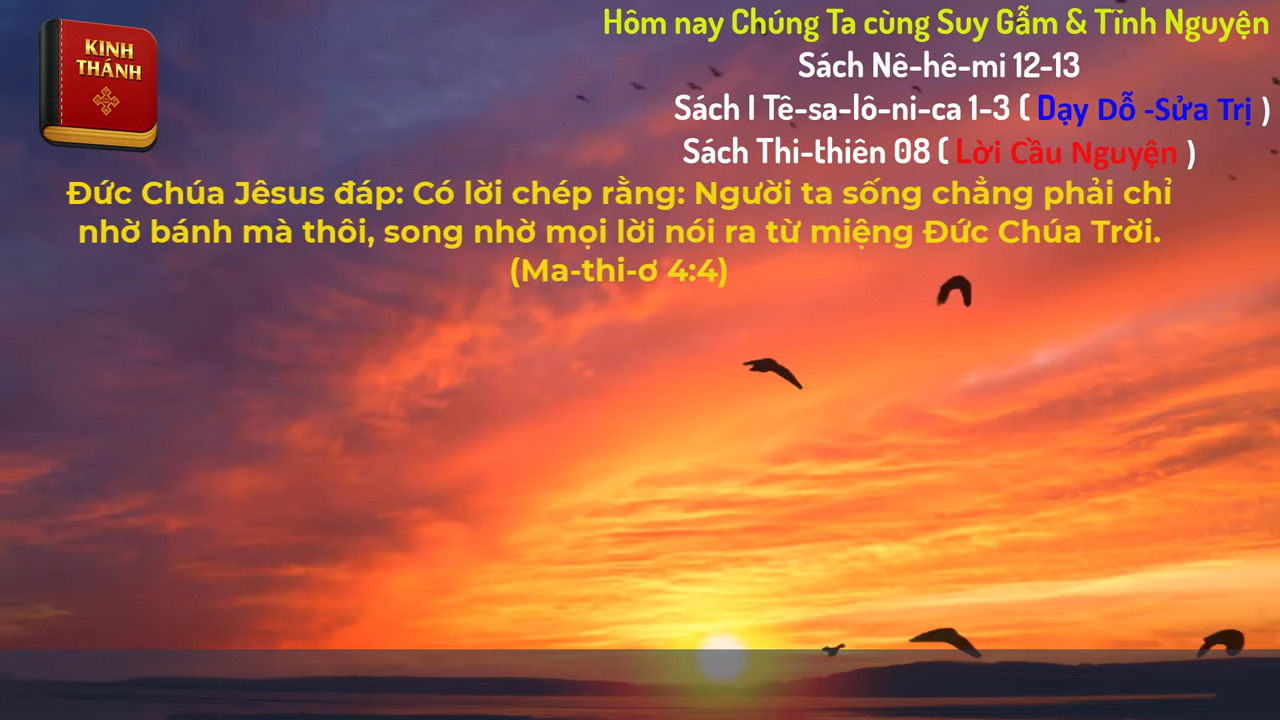 KINH
THÁNH
Hôm nay Chúng Ta cùng Suy Gẫm & Tĩnh Nguyện
Sách Nê-hê-mi 12-13
Sách I Tê-sa-lô-ni-ca 1-3 ( Dạy Dỗ -Sửa Trị )
Sách Thi-thiên 08 ( Lời Cầu Nguyện )
Đức Chúa Jêsus đáp: Có lời chép rằng: Người ta sống chẳng phải chỉ
nhờ bánh mà thôi, song nhờ mọi lời nói ra từ miệng Đức Chúa Trời.
(Ma-thi-ơ 4:4)